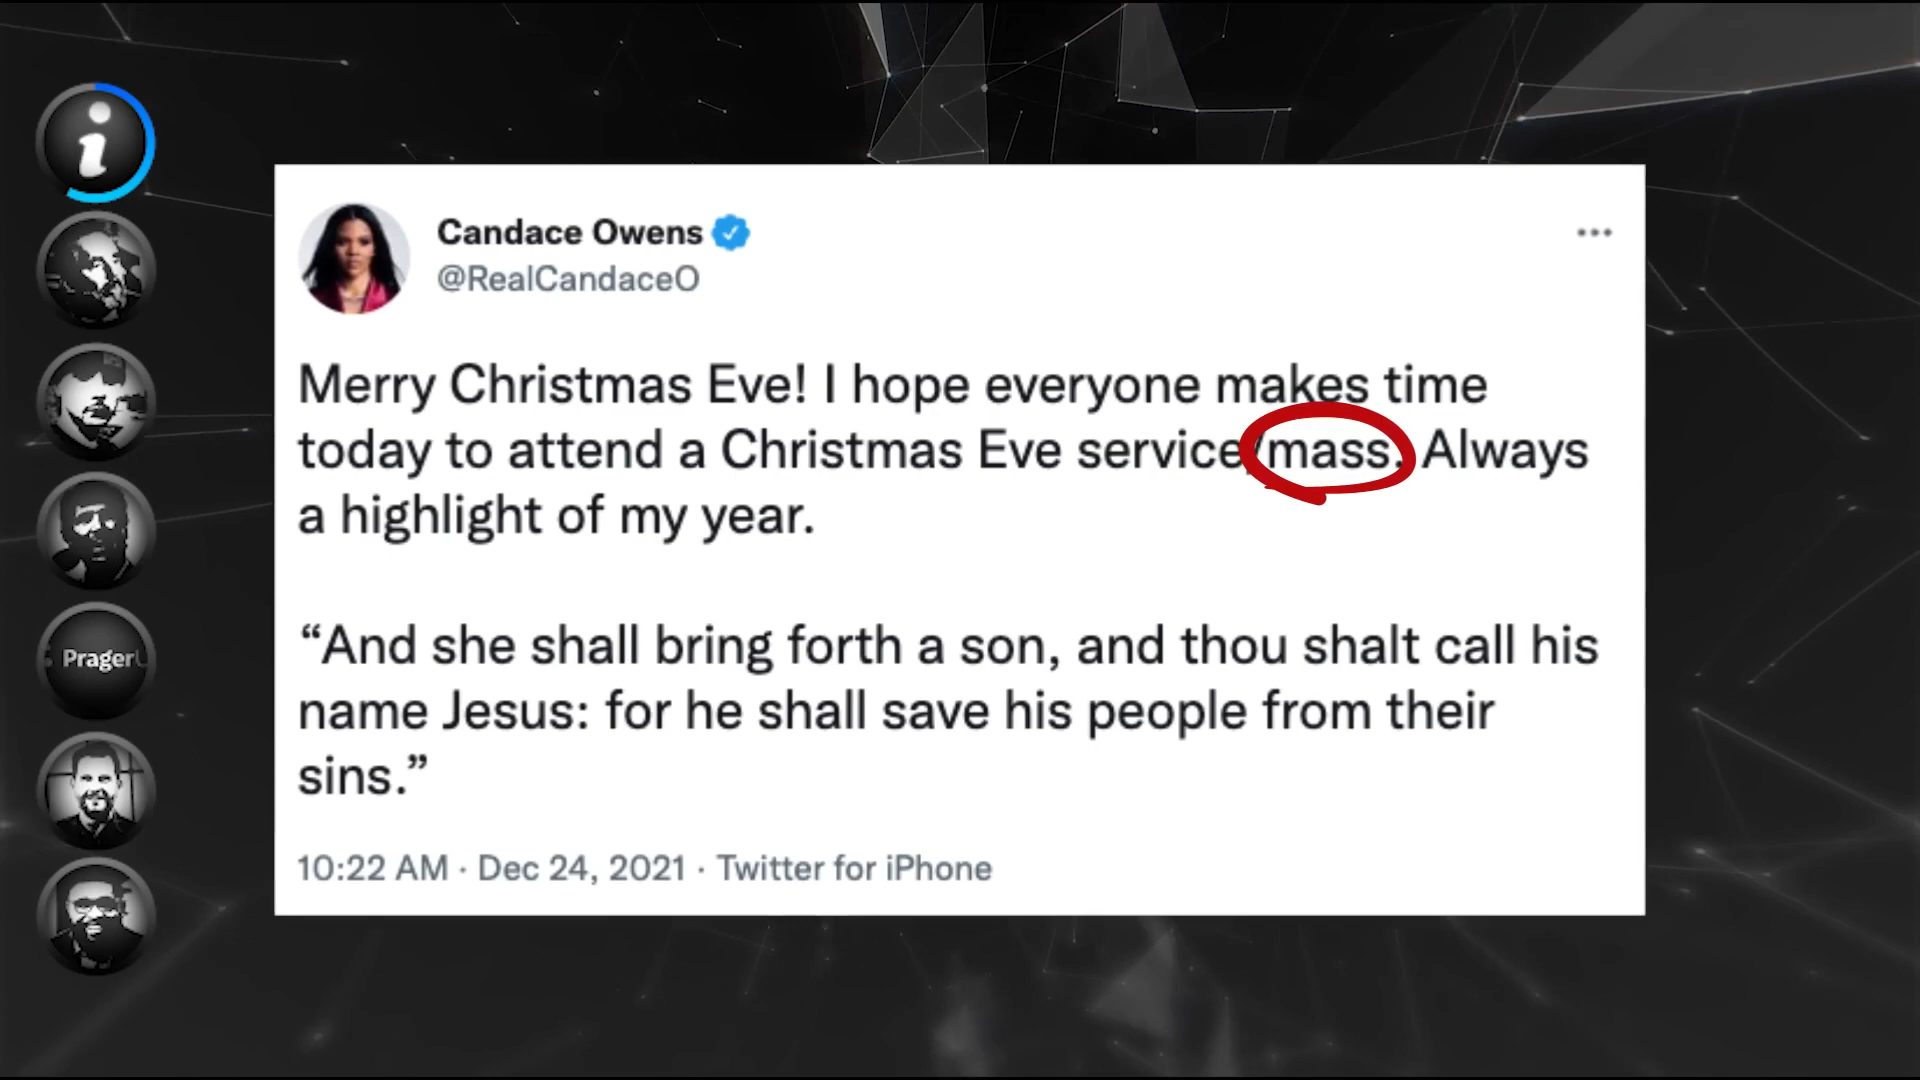 Candace Owens
@RealCandaceO
Merry Christmas Eve! I hope everyone makes time
today to attend a Christmas Eve service/mass. Always
a highlight of my year.
“And she shall bring forth a son, and thou shalt call his
name Jesus: for he shall save his people from their
sins.”
10:22 AM · Dec 24, 2021 · Twitter for iPhone
i
PragerU